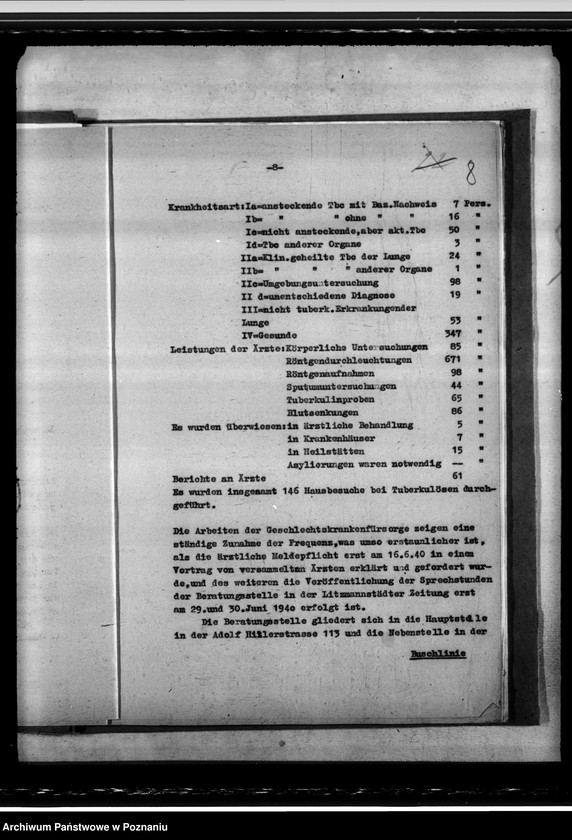 -8-
8
Krankheitsart:Ia=ansteckende Tbc mit Baz.Nachweis 7 Pers.
Ib= " " ohne " " 16 "
Ic=nicht ansteckende,aber akt.Tbc 50 "
Id=Tbc anderer Organe 3 "
IIa=Klin.geheilte Tbc der Lunge 24 "
IIb= " " " anderer Organe 1 "
IIc=Umgebungsuntersuchung 98 "
II d=unentschiedene Diagnose 19 "
III=nicht tuberk.Erkrankungender
Lunge 53 "
IV=Gesunde 347 "
Leistungen der Ärzte:Körperliche Untersuchungen 85 "
Röntgendurchleuchtungen 671 "
Röntgenaufnahmen 98 "
Sputumuntersuchungen 44 "
Tuberkulinproben 65 "
Blutsenkungen 86 "
Es wurden überwiesen:in ärztliche Behandlung 5 "
in Krankenhäuser 7 "
in Heilstätten 15 "
Asylierungen waren notwendig -- "
Berichte an Ärzte 61
Es wurden insgesamt 146 Hausbesuche bei Tuberkulösen durch-
geführt.
Die Arbeiten der Geschlechtskrankenfürsorge zeigen eine
ständige Zunahme der Frequenz,was umso erstaunlicher ist,
als die ärztliche Meldepflicht erst am 16.6.40 in einem
Vortrag von versammelten Ärzten erklärt und gefordert wur-
de,und des weiteren die Veröffentlichung der Sprechstunden
der Beratungsstelle in der Litzmannstädter Zeitung erst
am 29.und 30.Juni 194o erfolgt ist.
Die Beratungsstelle gliedert sich in die Hauptstelle
in der Adolf Hitlerstrasse 113 und die Nebenstelle in der
Buschlinie
Archiwum Państwowe w Poznaniu